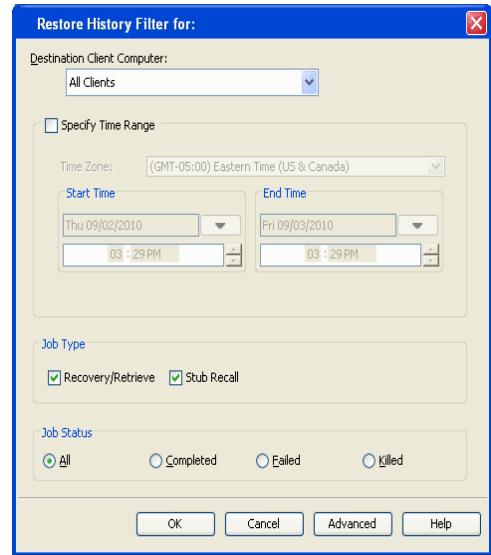 Restore History Filter for:
Destination Client Computer:
All Clients
Specify Time Range
Time Zone: (GMT-05:00) Eastern Time (US & Canada)
Start Time End Time
Thu 09/02/2010 Fri 09/03/2010
03 : 29 PM 03 : 29 PM
Job Type
Recovery/Retrieve Stub Recall
Job Status
All Completed Failed Killed
OK Cancel Advanced Help